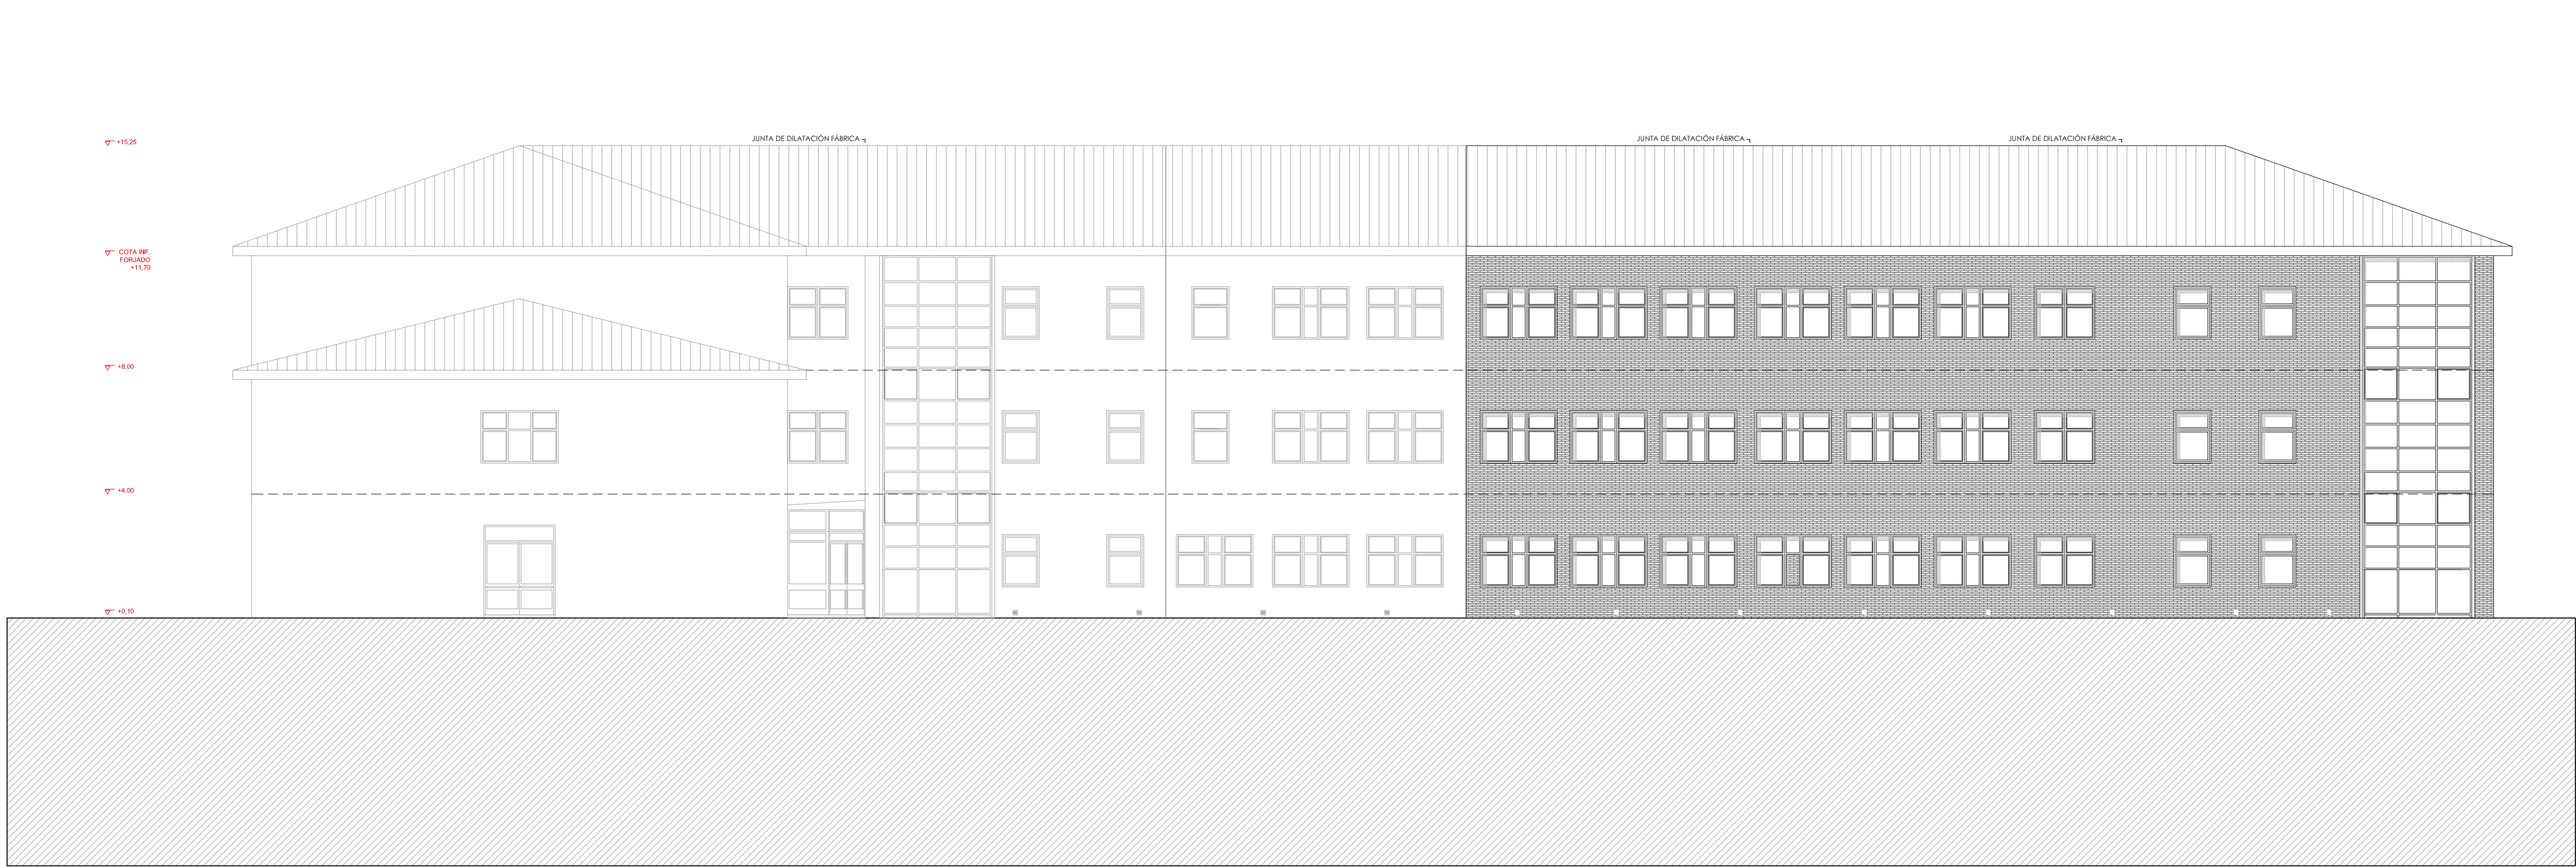 JUNTA DE DILATACIÓN FÁBRICA
JUNTA DE DILATACIÓN FÁBRICA
JUNTA DE DILATACIÓN FÁBRICA
+15,25
COTA INF.
FORJADO
+11,70
+8,00
+4,00
+0,10